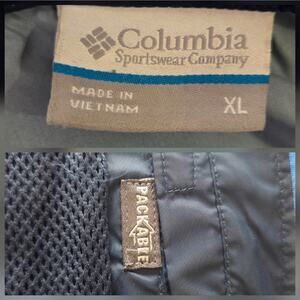 Columbia
Sportswear Company
MADE IN
VIETNAM
XL
PACKABLE